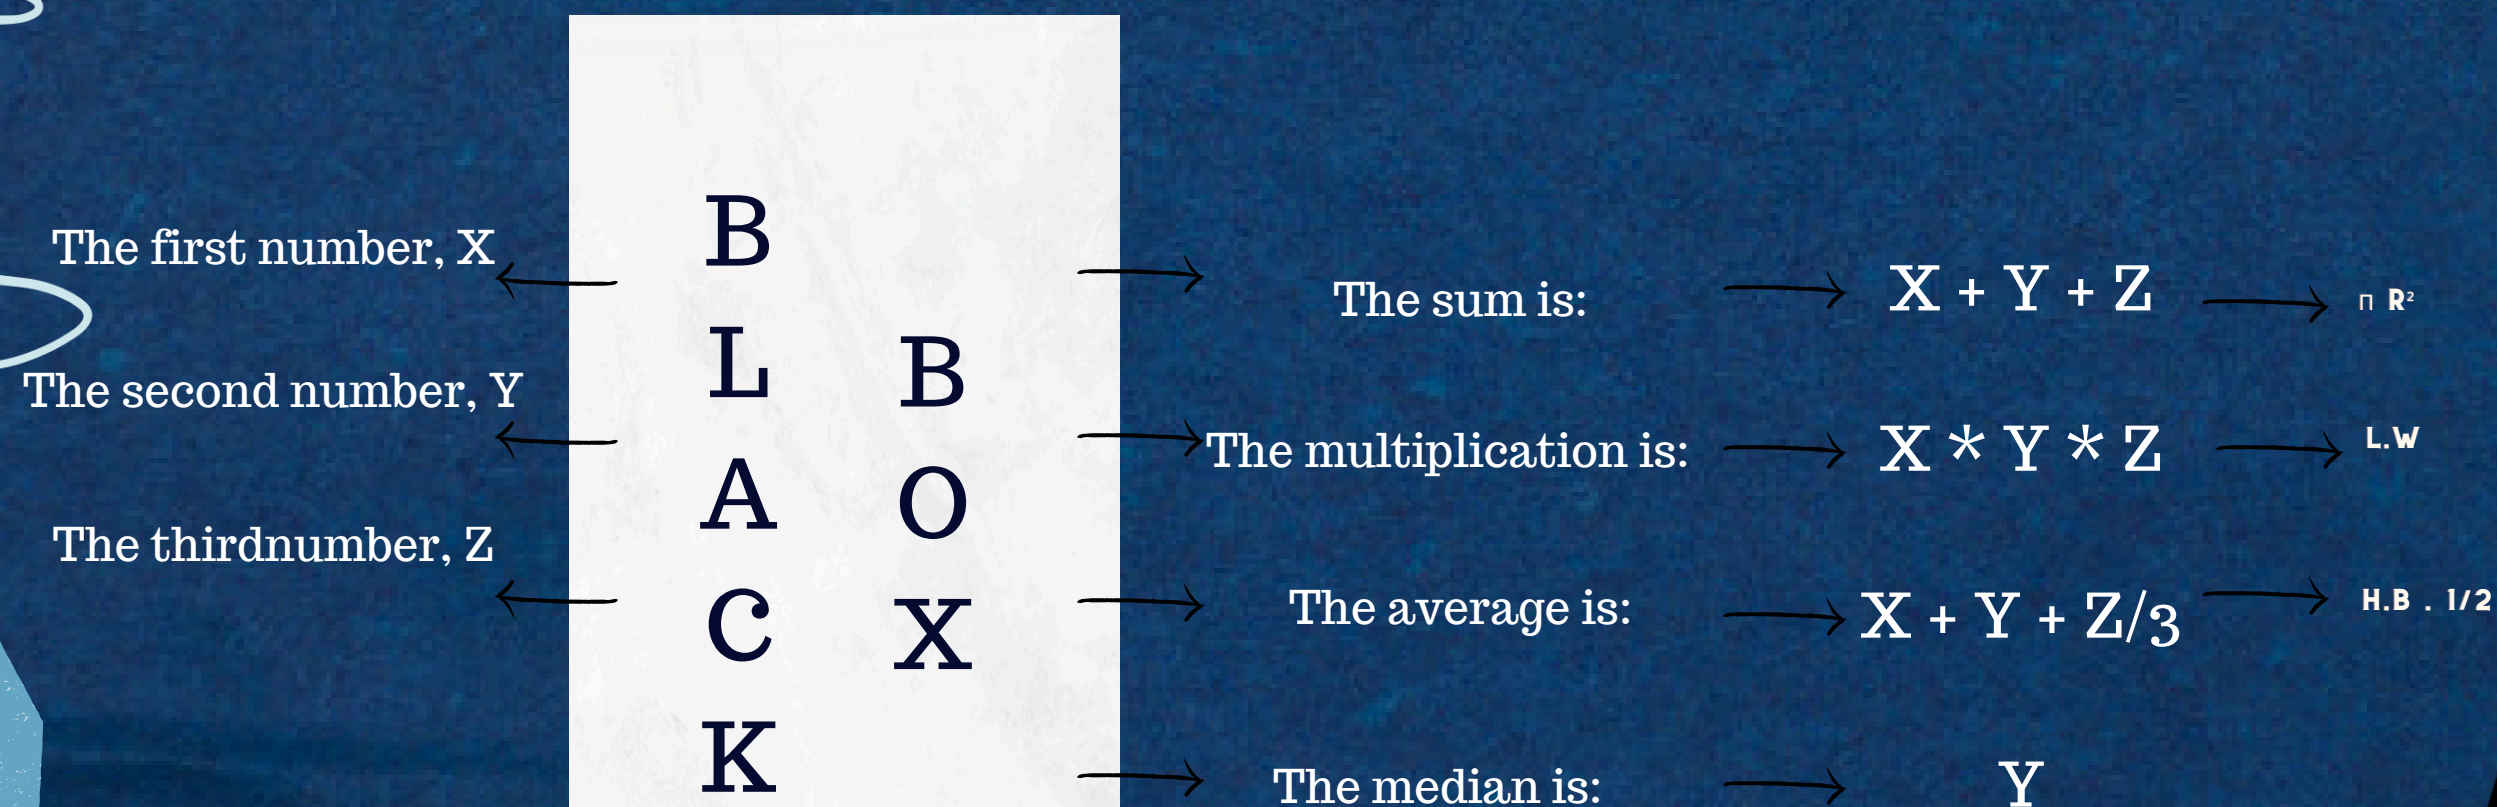 The first number, X
The second number, Y
The thirdnumber, Z
B
L
A
C
K
B
O
X
The sum is:
X + Y + Z
π R²
The multiplication is:
X * Y * Z
L.W
The average is:
X + Y + Z/3
H.B . 1/2
The median is:
Y